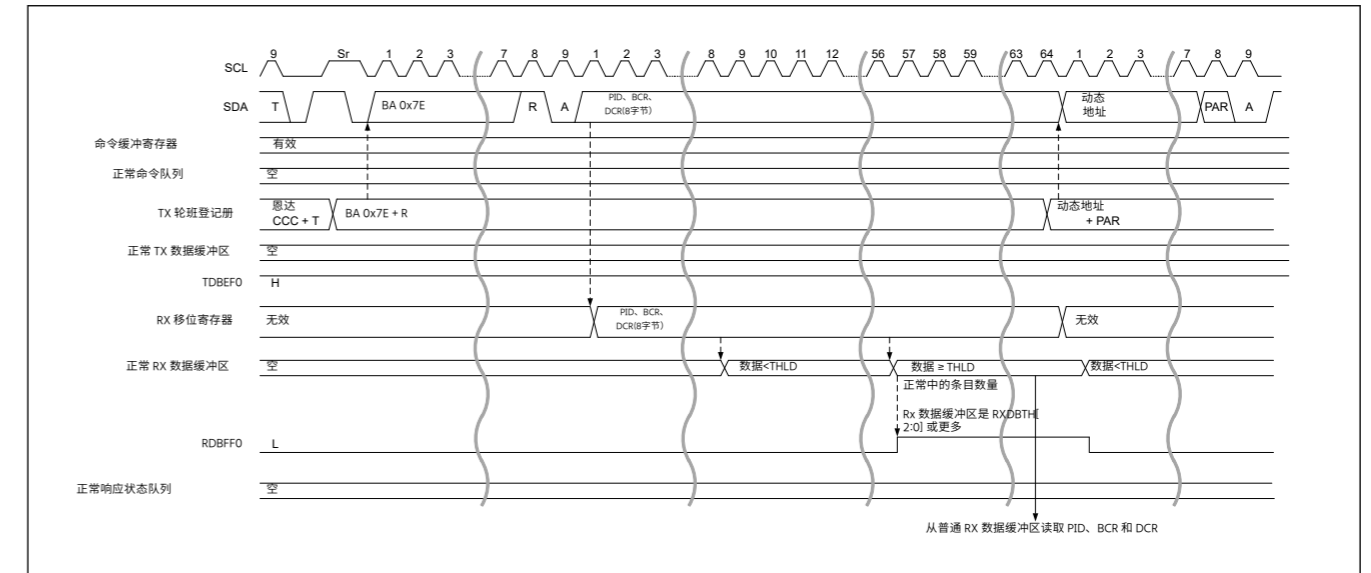 9 Sr 1 2 3 7 8 9 1 2 3 8 9 10 11 12 56 57 58 59 63 64 1 2 3 7 8 9
SCL
SDA T BA 0x7E R A PID、BCR、 动态 PAR A
DCR(8字节) 地址
命令缓冲寄存器 有效
正常命令队列 空
TX 轮班登记册 恩达 BA 0x7E + R 动态地址
CCC + T + PAR
正常 TX 数据缓冲区 空
TDBEF0 H
RX 移位寄存器 无效 PID、BCR、 无效
DCR(8字节)
正常 RX 数据缓冲区 空 数据<THLD 数据 ≥ THLD 数据<THLD
正常中的条目数量
Rx 数据缓冲区是 RXDBTH[
2:0] 或更多
RDBFF0 L
正常响应状态队列 空
从普通 RX 数据缓冲区读取 PID、BCR 和 DCR